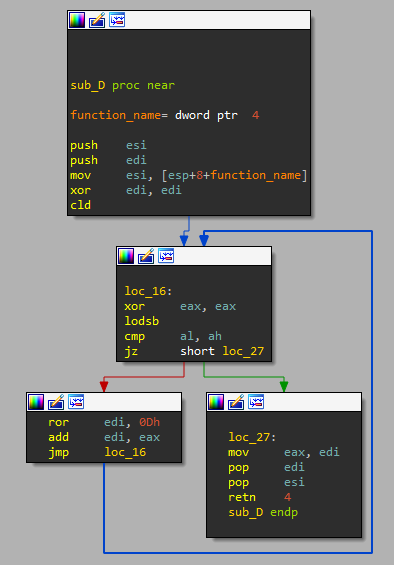 sub_D proc near
function_name= dword ptr  4
push    esi
push    edi
mov     esi, [esp+8+function_name]
xor     edi, edi
cld
loc_16:
xor     eax, eax
lodsb
cmp     al, ah
jz      short loc_27
ror     edi, 0Dh
add     edi, eax
jmp     loc_16
loc_27:
mov     eax, edi
pop     edi
pop     esi
retn    4
sub_D endp